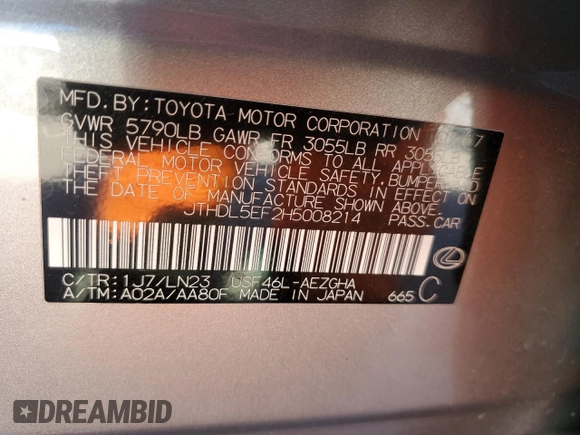 MFD. BY: TOYOTA MOTOR CORPORATION
GVWR 5790LB GAWR FR 3055LB RR
THIS VEHICLE CONFORMS TO ALL APPLICABLE
FEDERAL MOTOR VEHICLE SAFETY, BUMPER, AND
THEFT PREVENTION STANDARDS IN EFFECT ON
THE DATE OF MANUFACTURE SHOWN ABOVE.
JTHDL5EF2H5008214 PASS.CAR
C/TR: 1J7/LN23 USF46L-AEZGHA
A/TM: A02A/AA80F MADE IN JAPAN 665 C
DREAMBID